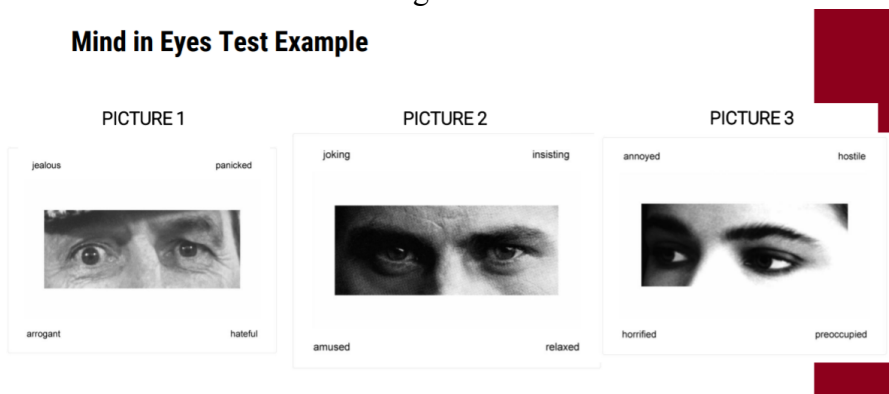 Mind in Eyes Test Example
PICTURE 1
PICTURE 2
PICTURE 3
jealous
panicked
arrogant
hateful
joking
insisting
amused
relaxed
annoyed
hostile
horrified
preoccupied